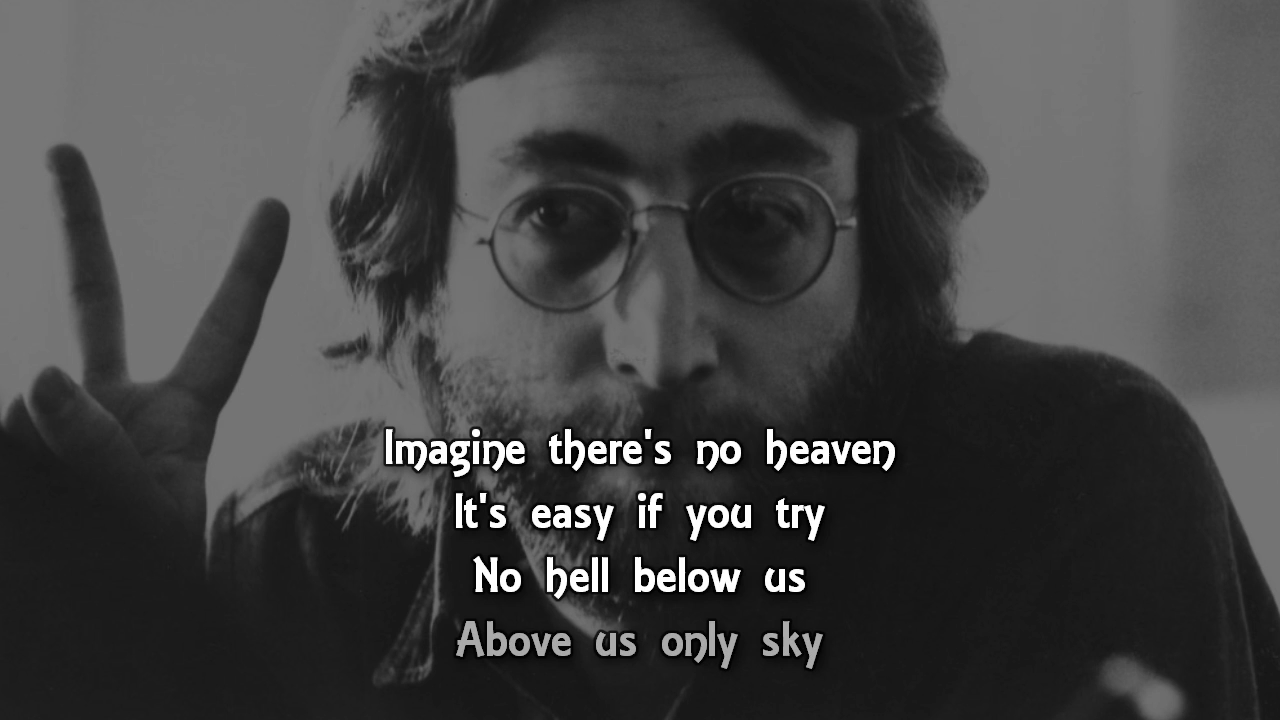 Imagine there's no heaven
It's easy if you try
No hell below us
Above us only sky